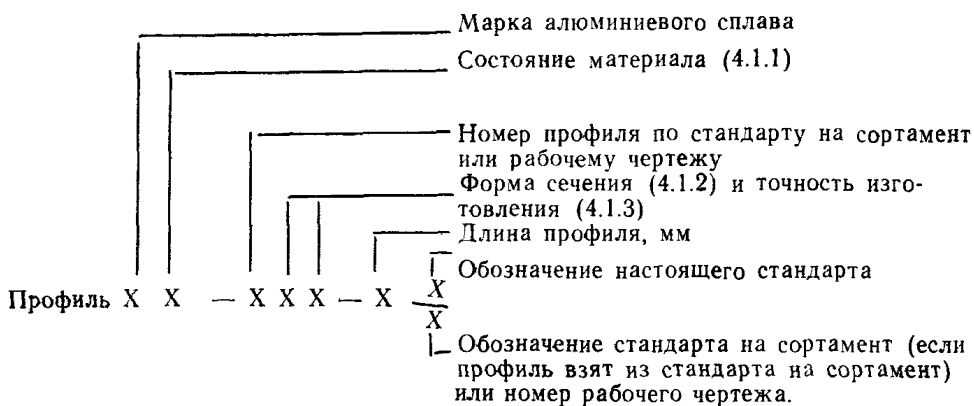 Марка алюминиевого сплава
Состояние материала (4.1.1)
Номер профиля по стандарту на сортамент
или рабочему чертежу
Форма сечения (4.1.2) и точность изго-
товления (4.1.3)
Длина профиля, мм
Обозначение настоящего стандарта
Профиль X X — X X X — X X
X
Обозначение стандарта на сортамент (если
профиль взят из стандарта на сортамент)
или номер рабочего чертежа.